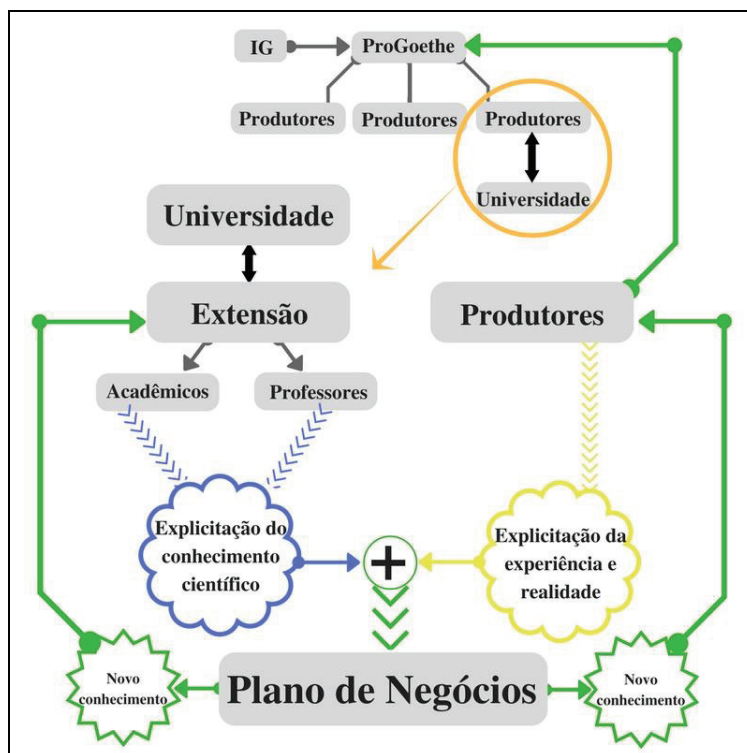 IG
ProGoethe
Produtores
Produtores
Produtores
Universidade
Universidade
Extensão
Produtores
Acadêmicos
Professores
Explicitação do
conhecimento
científico
+
Explicitação da
experiência e
realidade
Novo
conhecimento
Plano de Negócios
Novo
conhecimento